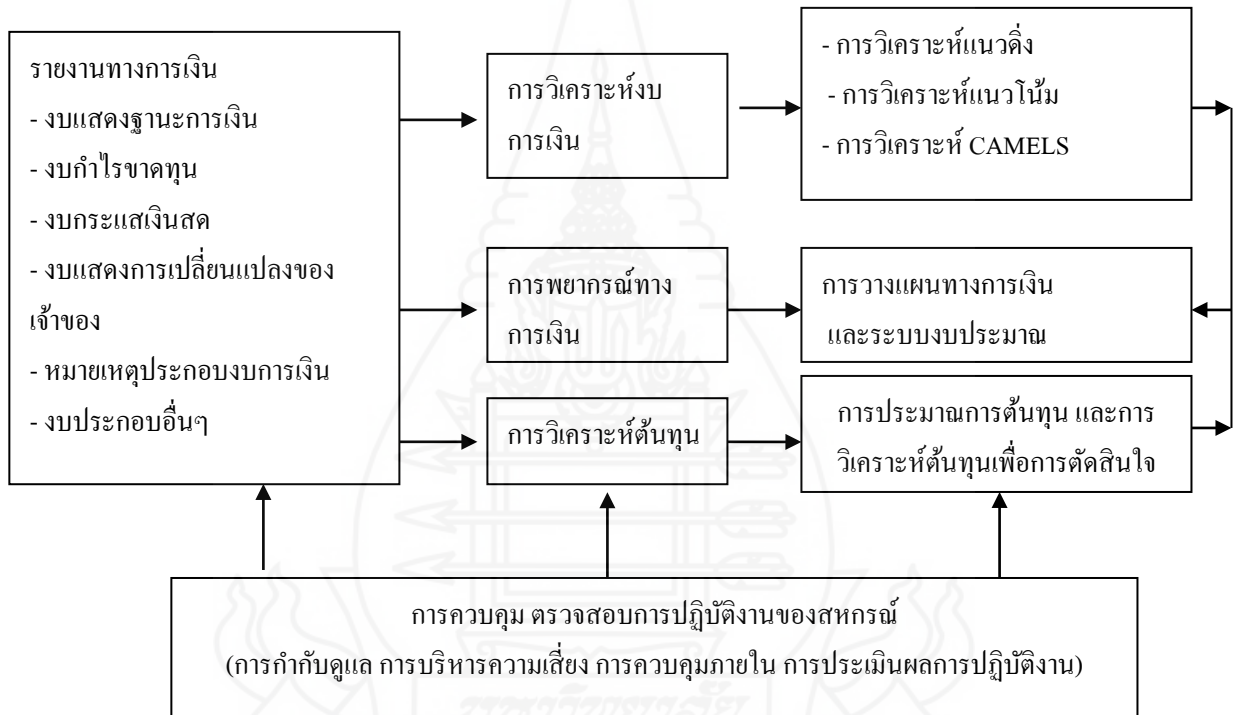 รายงานทางการเงิน
- งบแสดงฐานะการเงิน
- งบกำไรขาดทุน
- งบกระแสเงินสด
- งบแสดงการเปลี่ยนแปลงของ
เจ้าของ
- หมายเหตุประกอบงบการเงิน
- งบประกอบอื่นๆ
การวิเคราะห์งบ
การเงิน
- การวิเคราะห์แนวดิ่ง
- การวิเคราะห์แนวโน้ม
- การวิเคราะห์ CAMELS
การพยากรณ์ทาง
การเงิน
การวางแผนทางการเงิน
และระบบงบประมาณ
การวิเคราะห์ต้นทุน
การประมาณการต้นทุน และการ
วิเคราะห์ต้นทุนเพื่อการตัดสินใจ
การควบคุม ตรวจสอบการปฏิบัติงานของสหกรณ์
(การกำกับดูแล การบริหารความเสี่ยง การควบคุมภายใน การประเมินผลการปฏิบัติงาน)